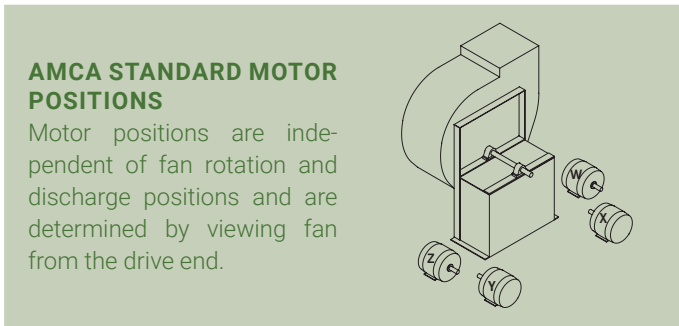 AMCA STANDARD MOTOR
POSITIONS
Motor positions are inde-
pendent of fan rotation and
discharge positions and are
determined by viewing fan
from the drive end.
W
X
Z
Y